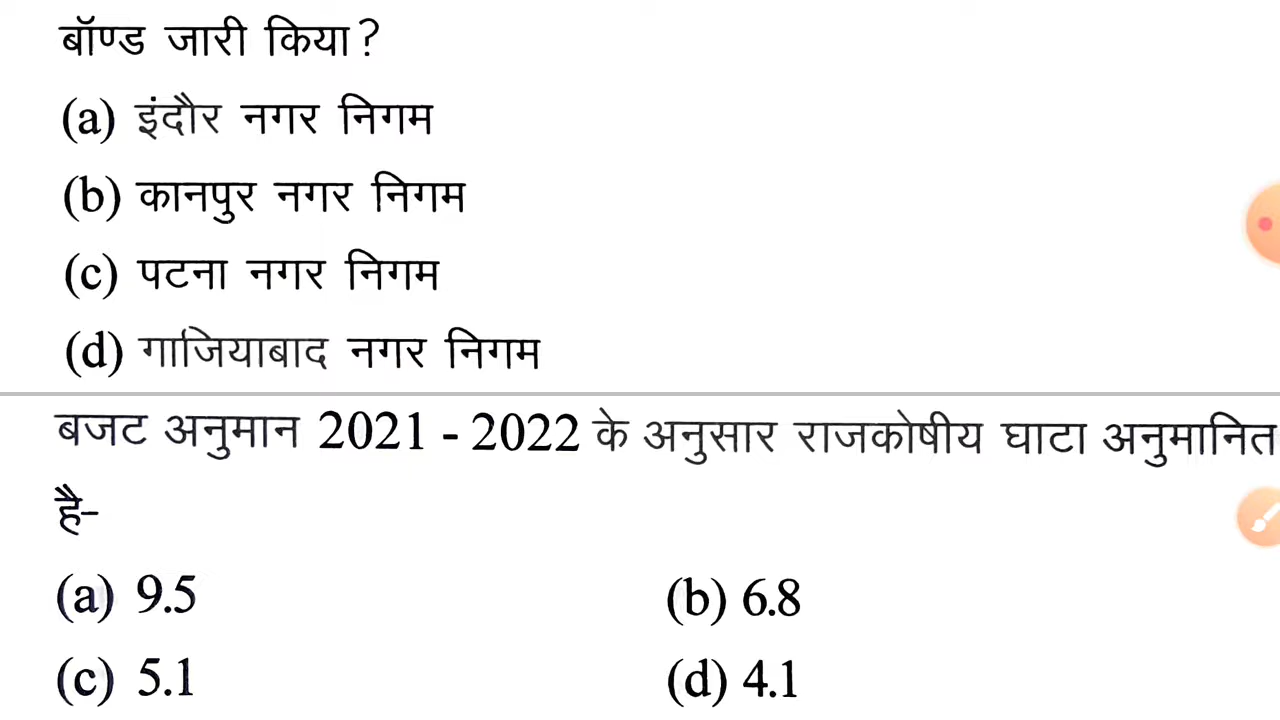 बॉण्ड जारी किया?
(a) इंदौर नगर निगम
(b) कानपुर नगर निगम
(c) पटना नगर निगम
(d) गाजियाबाद नगर निगम
बजट अनुमान 2021 - 2022 के अनुसार राजकोषीय घाटा अनुमानित
है-
(a) 9.5 (b) 6.8
(c) 5.1 (d) 4.1